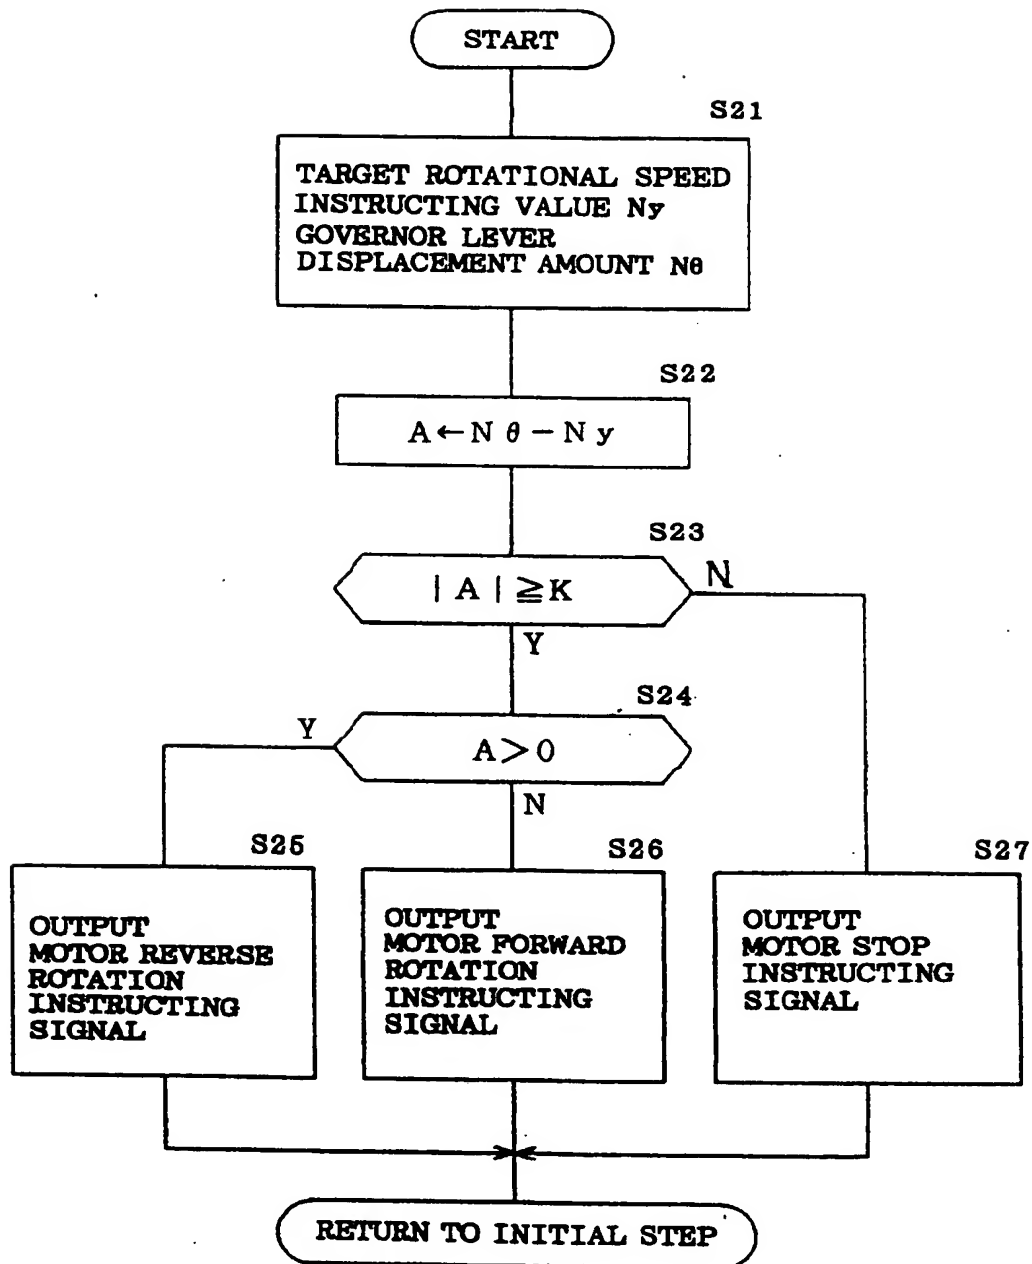 START
S21
TARGET ROTATIONAL SPEED
INSTRUCTING VALUE Ny
GOVERNOR LEVER
DISPLACEMENT AMOUNT Nθ
S22
A←Nθ−Ny
S23
|A|≧K
N
Y
S24
Y
A>0
N
S25
OUTPUT
MOTOR REVERSE
ROTATION
INSTRUCTING
SIGNAL
S26
OUTPUT
MOTOR FORWARD
ROTATION
INSTRUCTING
SIGNAL
S27
OUTPUT
MOTOR STOP
INSTRUCTING
SIGNAL
RETURN TO INITIAL STEP